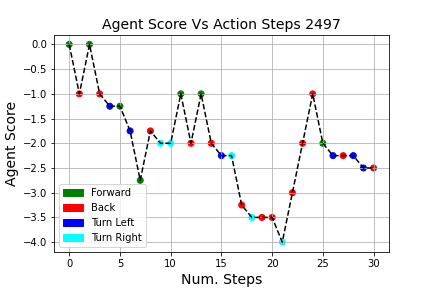 Agent Score Vs Action Steps 2497
Agent Score
0.0
−0.5
−1.0
−1.5
−2.0
−2.5
−3.0
−3.5
−4.0
Forward
Back
Turn Left
Turn Right
0 5 10 15 20 25 30
Num. Steps